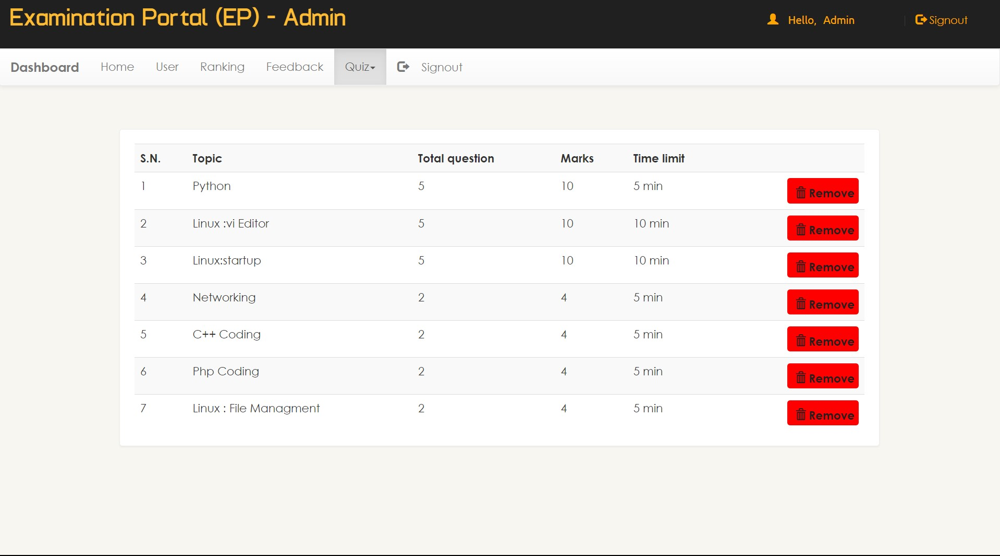 Examination Portal (EP) - Admin
Hello, Admin | Signout
Dashboard Home User Ranking Feedback Quiz Signout
S.N. Topic Total question Marks Time limit
1 Python 5 10 5 min Remove
2 Linux :vi Editor 5 10 10 min Remove
3 Linux:startup 5 10 10 min Remove
4 Networking 2 4 5 min Remove
5 C++ Coding 2 4 5 min Remove
6 Php Coding 2 4 5 min Remove
7 Linux : File Managment 2 4 5 min Remove